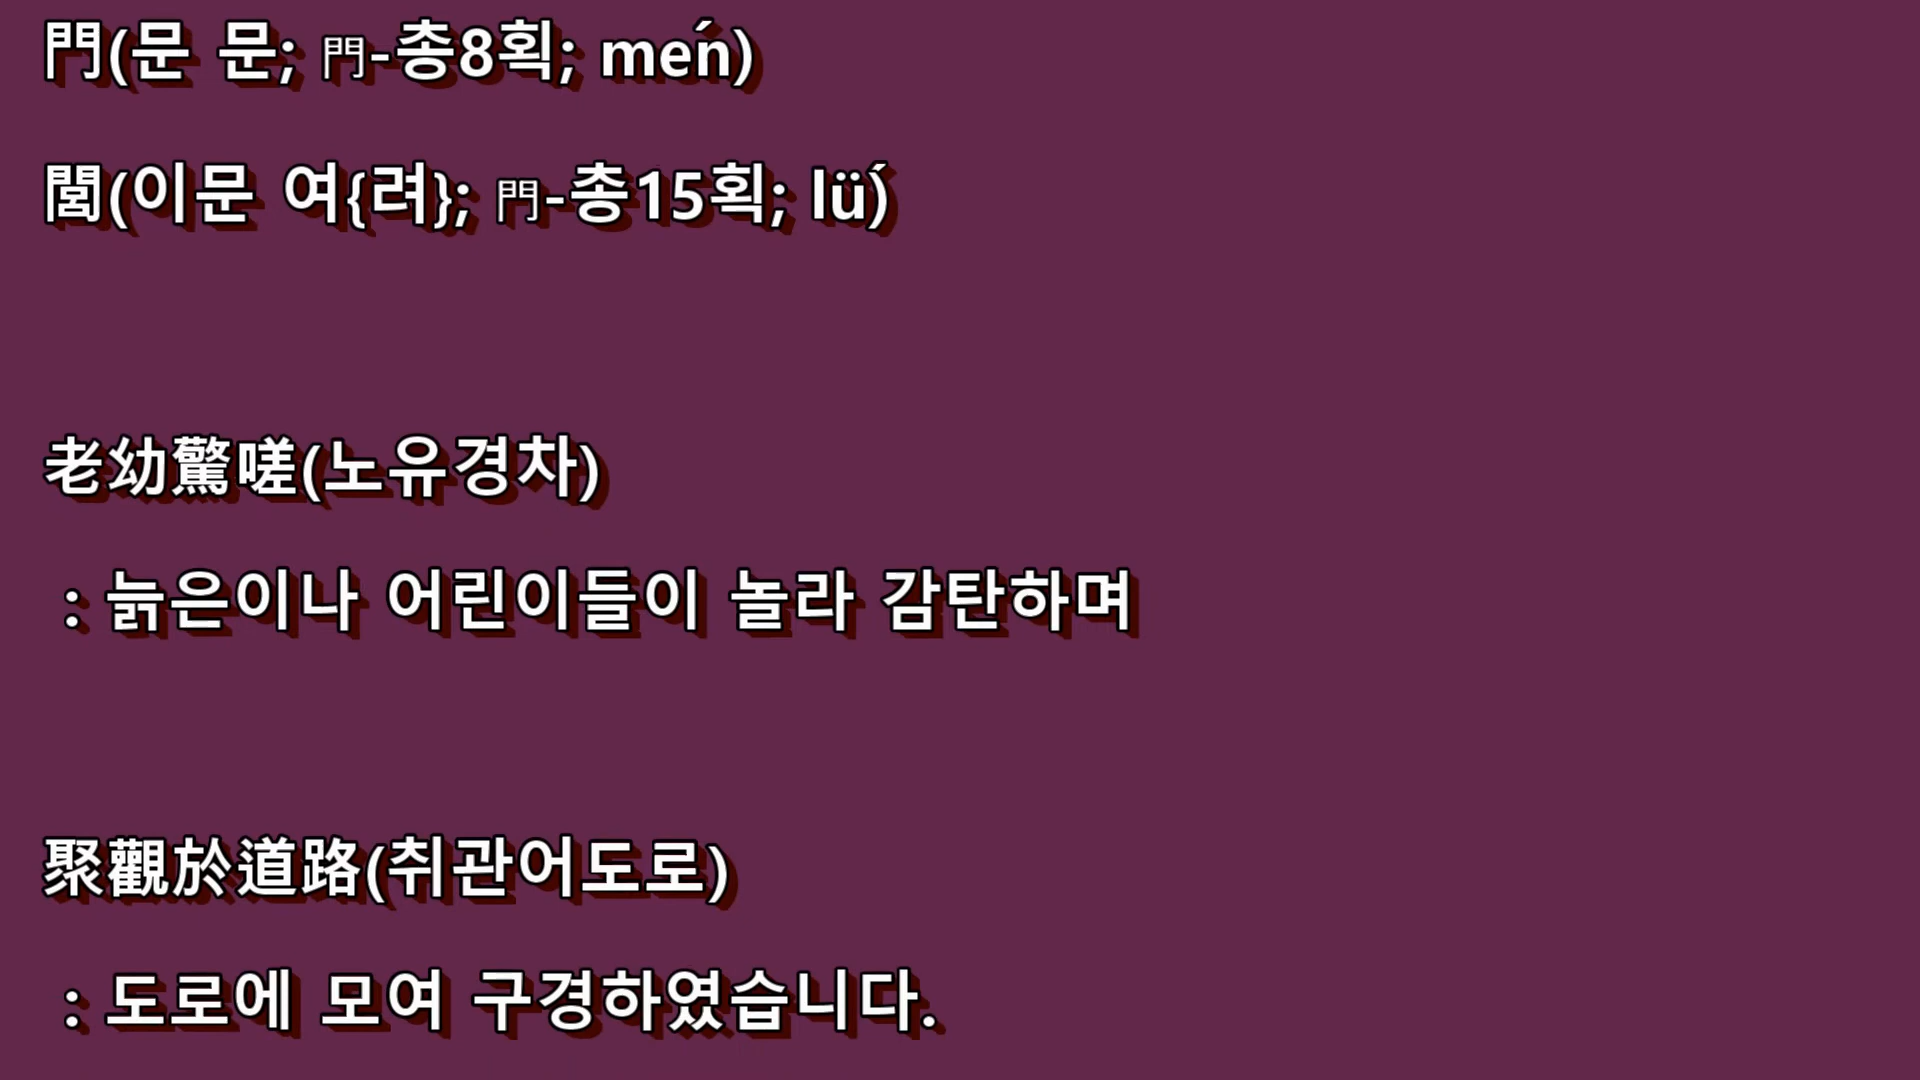 門(문 문; 門-총8획; meń)
閭(이문 여{려}; 門-총15획; lǘ)
老幼驚嗟(노유경차)
: 늙은이나 어린이들이 놀라 감탄하며
聚觀於道路(취관어도로)
: 도로에 모여 구경하였습니다.